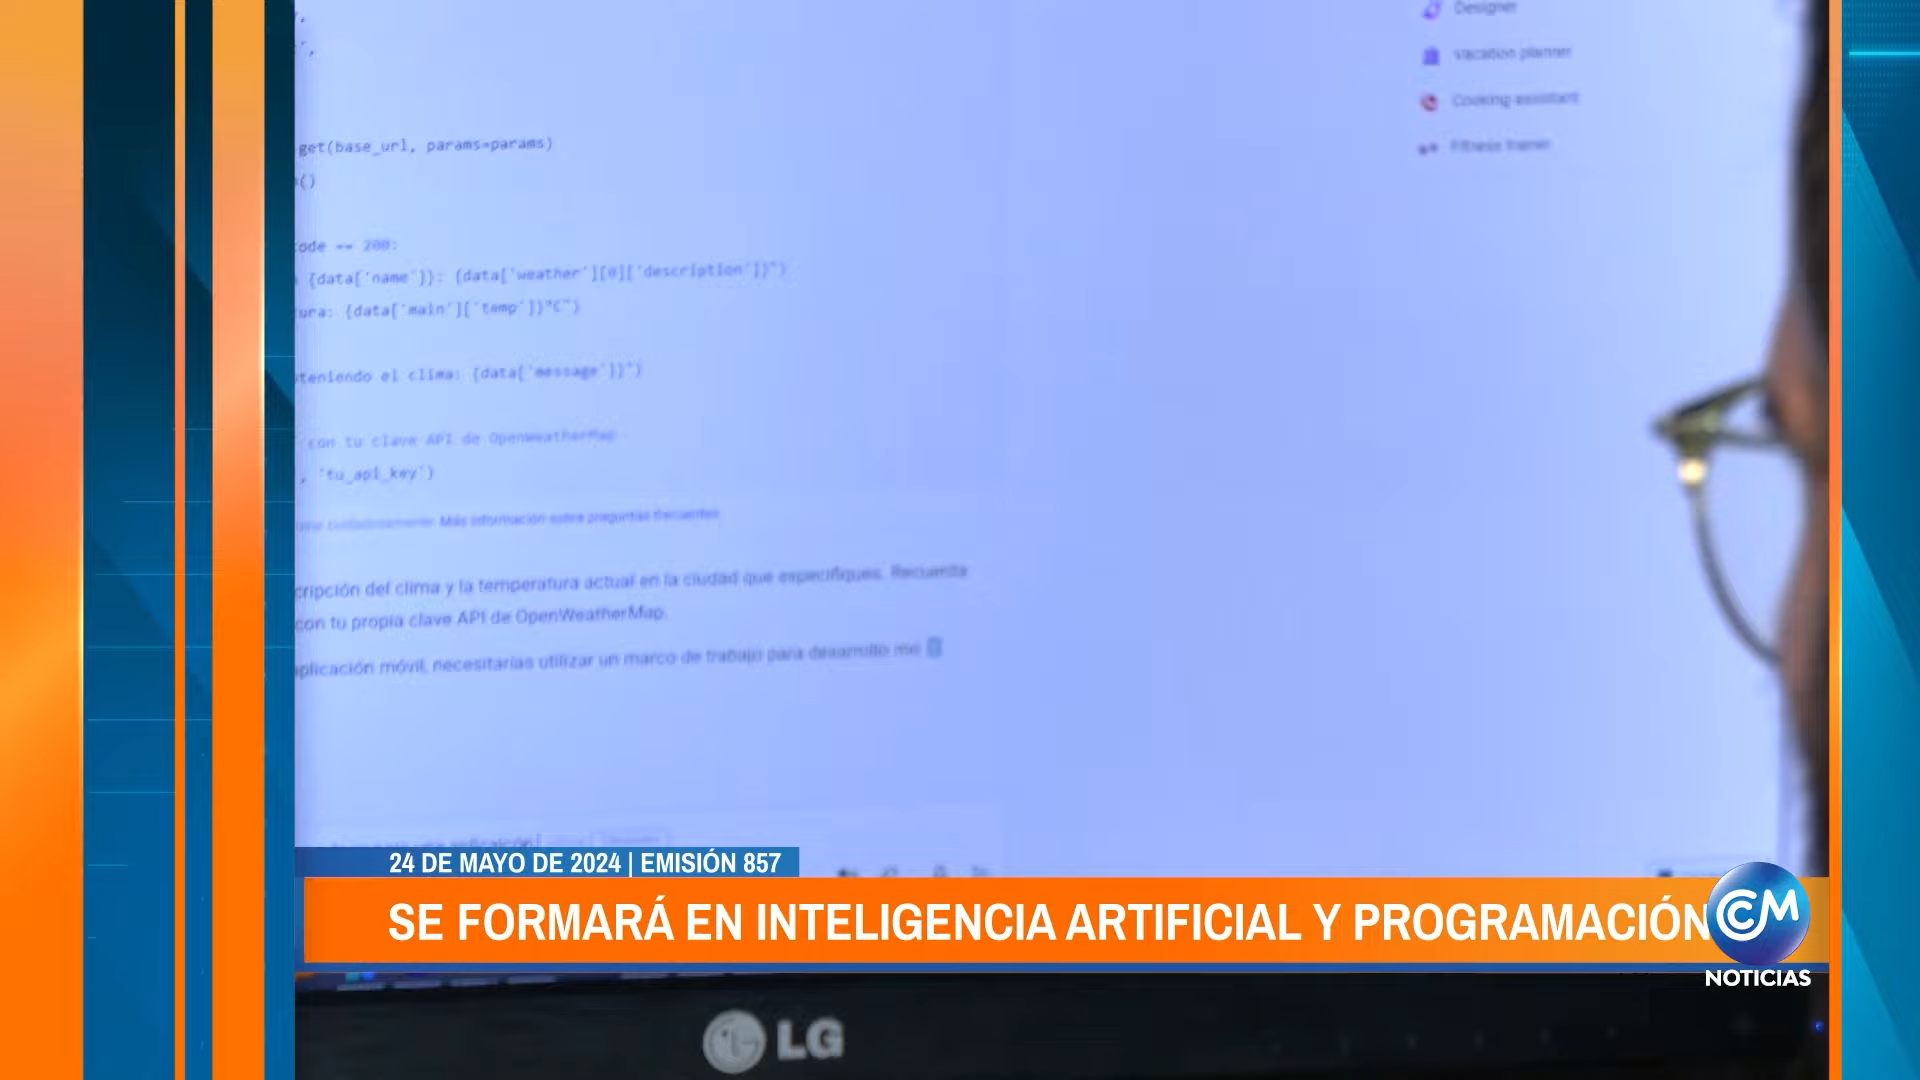 Designer
Vacation planner
Cooking assistant
Fitness trainer
get(base_url, params=params)
()
ode == 200:
{data['name']}: {data['weather'][0]['description']}")
ura: {data['main']['temp']}°C")
teniendo el clima: {data['message']}")
con tu clave API de OpenWeatherMap
, 'tu_api_key')
Más información sobre preguntas frecuentes
cripción del clima y la temperatura actual en la ciudad que especifiques. Recuerda
con tu propia clave API de OpenWeatherMap.
plicación móvil, necesitarías utilizar un marco de trabajo para desarrollo mó
24 DE MAYO DE 2024 | EMISIÓN 857
SE FORMARÁ EN INTELIGENCIA ARTIFICIAL Y PROGRAMACIÓN
CM
NOTICIAS
LG